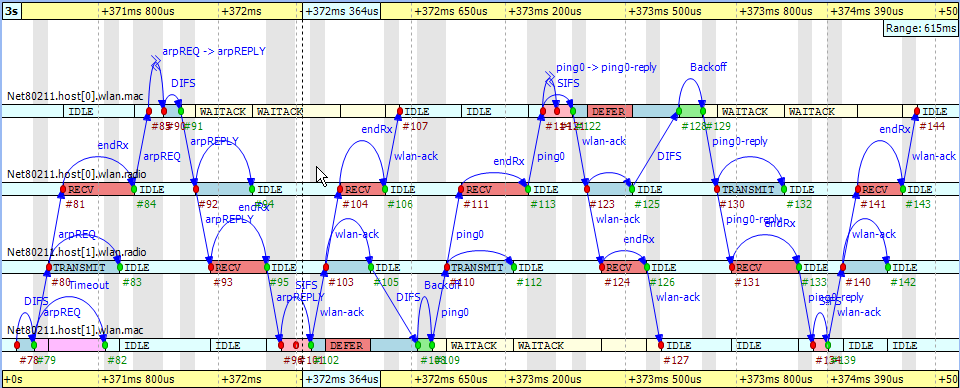 3s +371ms 800us +372ms +372ms 364us +372ms 650us +373ms 200us +373ms 500us +373ms 800us +374ms 390us +50
Range: 615ms
arpREQ -> arpREPLY ping0 -> ping0-reply
DIFS SIFS Backoff
Net80211.host[0].wlan.mac
IDLE WAITACK WAITACK IDLE IDLE DEFER WAITACK WAITACK IDLE
#91 #107 #122 #128 #129 #144
endRx arpREQ arpREPLY endRx wlan-ack endRx ping0 wlan-ack DIFS ping0-reply endRx wlan-ack
Net80211.host[0].wlan.radio
RECV IDLE IDLE RECV IDLE RECV IDLE IDLE TRANSMIT IDLE RECV IDLE
#81 #84 #92 #94 #104 #106 #111 #113 #123 #125 #130 #132 #141 #143
arpREQ arpREPLY endRx wlan-ack ping0 wlan-ack endRx ping0-reply endRx wlan-ack
Net80211.host[1].wlan.radio
TRANSMIT IDLE RECV IDLE IDLE TRANSMIT IDLE RECV IDLE RECV IDLE IDLE
#80 #83 #93 #95 #103 #105 #110 #112 #124 #126 #131 #133 #140 #142
DIFS Timeout arpREQ SIFS arpREPLY wlan-ack DIFS Backoff ping0 wlan-ack ping0-reply SIFS wlan-ack
Net80211.host[1].wlan.mac
IDLE IDLE DEFER WAITACK WAITACK IDLE IDLE IDLE
#78 #79 #82 #102 #109 #127 #134 #139
+0s +371ms 800us +372ms +372ms 364us +372ms 650us +373ms 200us +373ms 500us +373ms 800us +374ms 390us +50